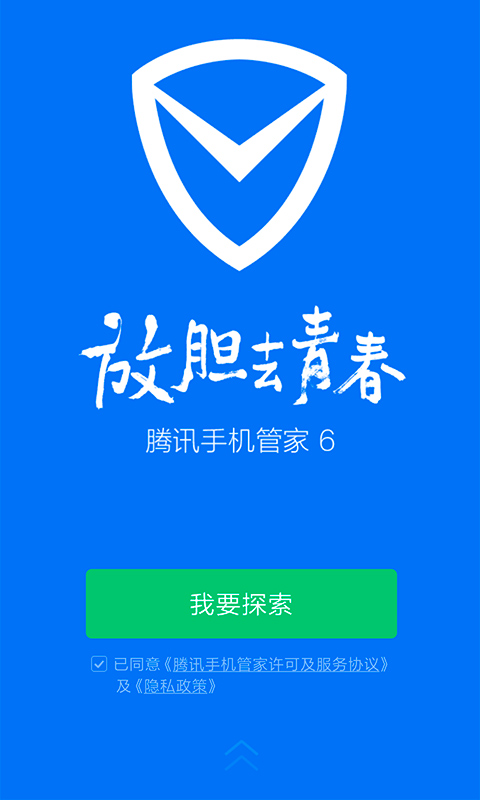 放胆去青春
腾讯手机管家 6
我要探索
已同意《腾讯手机管家许可及服务协议》
及《隐私政策》